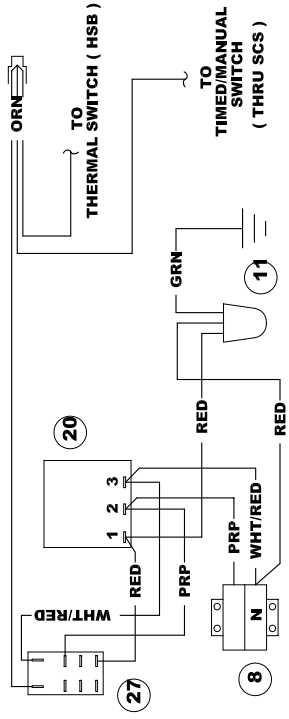 ORN
TO
THERMAL SWITCH ( HSB )
TO
TIMED/MANUAL
SWITCH
( THRU SCS )
GRN
11
20
1 2 3
RED
RED
WHT/RED
RED
PRP
PRP
WHT/RED
27
N
8